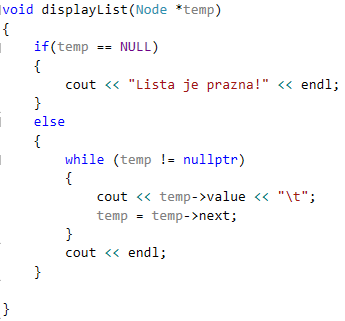 void displayList(Node *temp)
{
    if(temp == NULL)
    {
        cout << "Lista je prazna!" << endl;
    }
    else
    {
        while (temp != nullptr)
        {
            cout << temp->value << "\t";
            temp = temp->next;
        }
        cout << endl;
    }
}